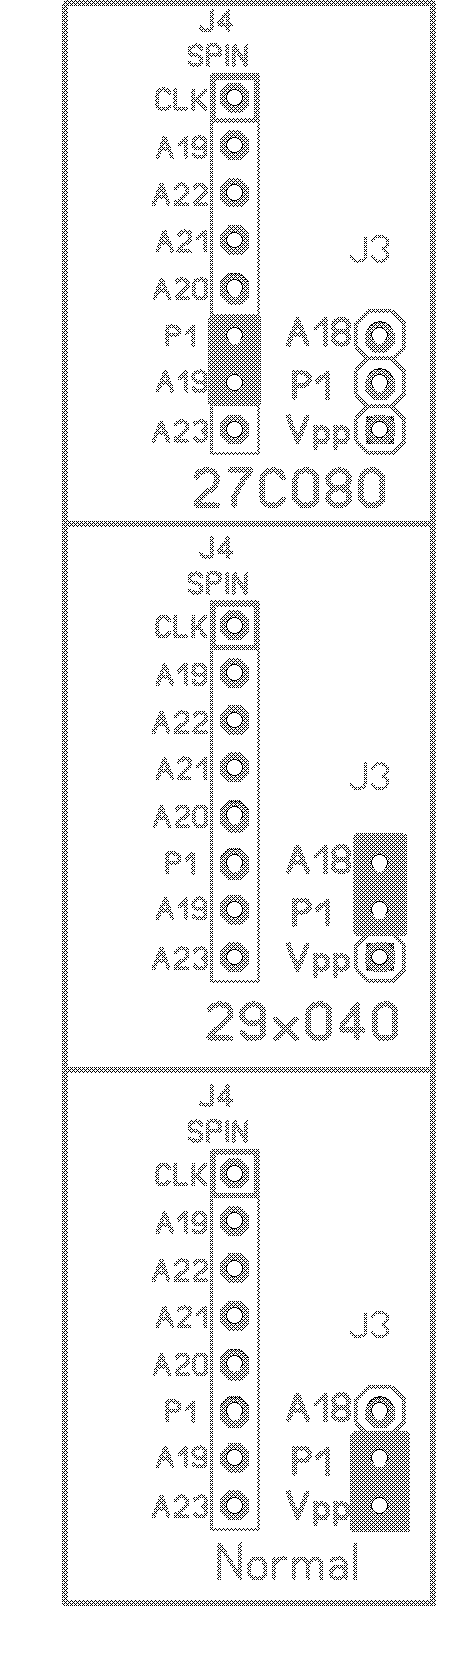 J4
SPIN
CLK
A19
A22
A21
J3
A20
P1 A18
A19 P1
A23 Vpp
27C080
J4
SPIN
CLK
A19
A22
A21
J3
A20
P1 A18
A19 P1
A23 Vpp
29x040
J4
SPIN
CLK
A19
A22
A21
J3
A20
P1 A18
A19 P1
A23 Vpp
Normal